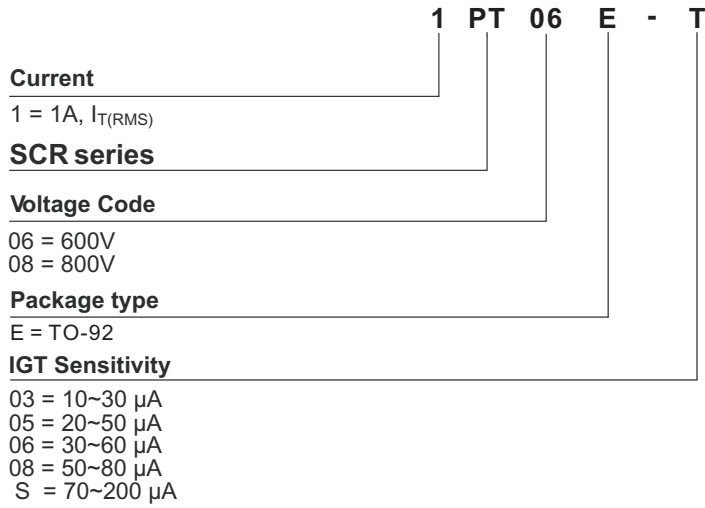 1 PT 06 E - T
Current
1 = 1A, IT(RMS)
SCR series
Voltage Code
06 = 600V
08 = 800V
Package type
E = TO-92
IGT Sensitivity
03 = 10~30 µA
05 = 20~50 µA
06 = 30~60 µA
08 = 50~80 µA
S = 70~200 µA